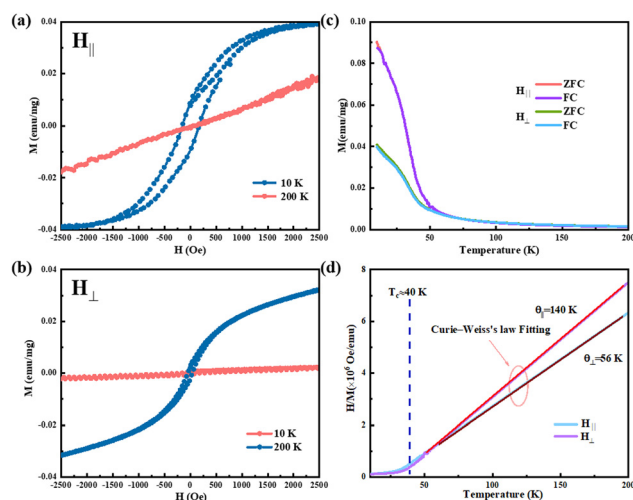 (a)
H||
M (emu/mg)
0.04
0.02
0.00
-0.02
-0.04
10 K
200 K
-2500 -2000 -1500 -1000 -500 0 500 1000 1500 2000 2500
H (Oe)
(b)
H⊥
M (emu/mg)
0.04
0.02
0.00
-0.02
-0.04
10 K
200 K
-2500 -2000 -1500 -1000 -500 0 500 1000 1500 2000 2500
H (Oe)
(c)
M(emu/mg)
0.10
0.08
0.06
0.04
0.02
0.00
H|| ZFC
FC
H⊥ ZFC
FC
50 100 150 200
Temperature (K)
(d)
H/M(×10⁶ Oe/emu)
8
6
4
2
0
Tc≈40 K
θ||=140 K
Curie–Weiss's law Fitting
θ⊥=56 K
H||
H⊥
50 100 150 200
Temperature (K)